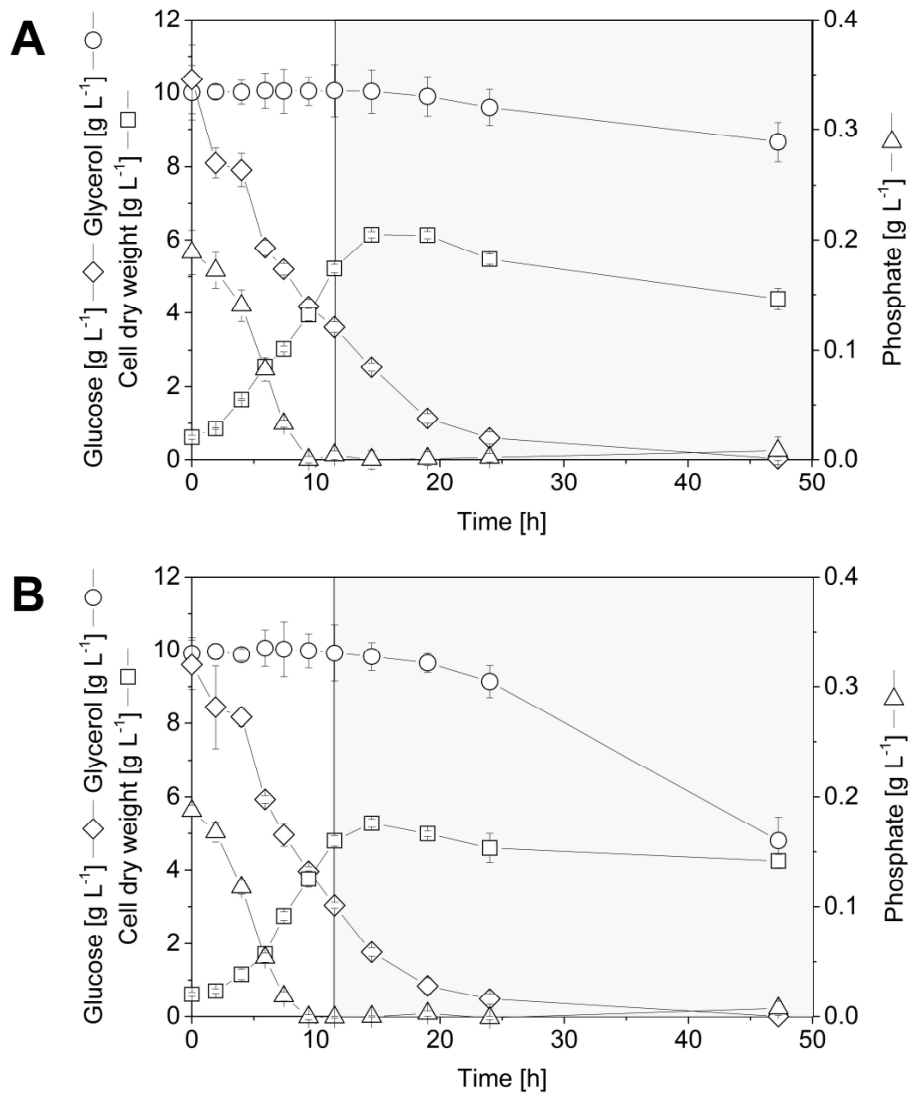 A
Glucose [g L⁻¹] —◇— Glycerol [g L⁻¹] —○—
Cell dry weight [g L⁻¹] —□—
12
10
8
6
4
2
0
0.4
0.3
0.2
0.1
0.0
Phosphate [g L⁻¹] —△—
0 10 20 30 40 50
Time [h]
B
Glucose [g L⁻¹] —◇— Glycerol [g L⁻¹] —○—
Cell dry weight [g L⁻¹] —□—
12
10
8
6
4
2
0
0.4
0.3
0.2
0.1
0.0
Phosphate [g L⁻¹] —△—
0 10 20 30 40 50
Time [h]